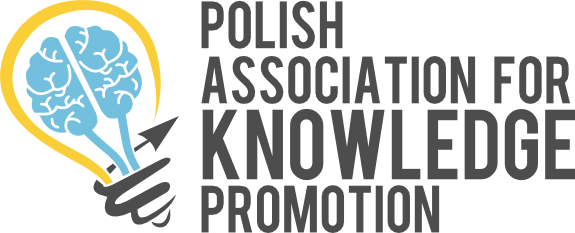 POLISH
ASSOCIATION FOR
KNOWLEDGE
PROMOTION